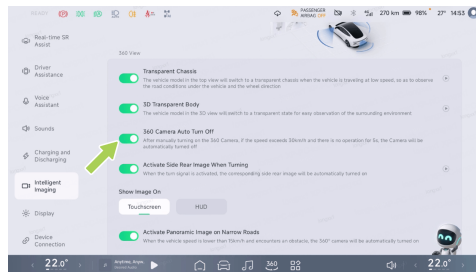 READY
PASSENGER
AIRBAG OFF
270 km
98%
27°
14:53
Real-time SR
Assist
360 View
Transparent Chassis
The vehicle model in the top view will switch to a transparent chassis when the vehicle is traveling at low speed, so as to observe
the road conditions under the vehicle and the wheel direction
Driver
Assistance
3D Transparent Body
The vehicle model in the 3D view will switch to a transparent state for easy observation of the surrounding environment
Voice
Assistant
360 Camera Auto Turn Off
After manually turning on the 360 Camera, if the speed exceeds 35km/h and there is no operation for 5s, the Camera will be
automatically turned off
Sounds
Charging and
Discharging
Activate Side Rear Image When Turning
When the turn signal is activated, the corresponding side rear image will be automatically turned on
Intelligent
Imaging
Show Image On
Touchscreen
HUD
Display
Activate Panoramic Image on Narrow Roads
When the vehicle speed is lower than 10km/h and encounters an obstacle, the 360° camera will be automatically turned on
Device
Connection
22.0°
Anytime, Anyw..
360
22.0°